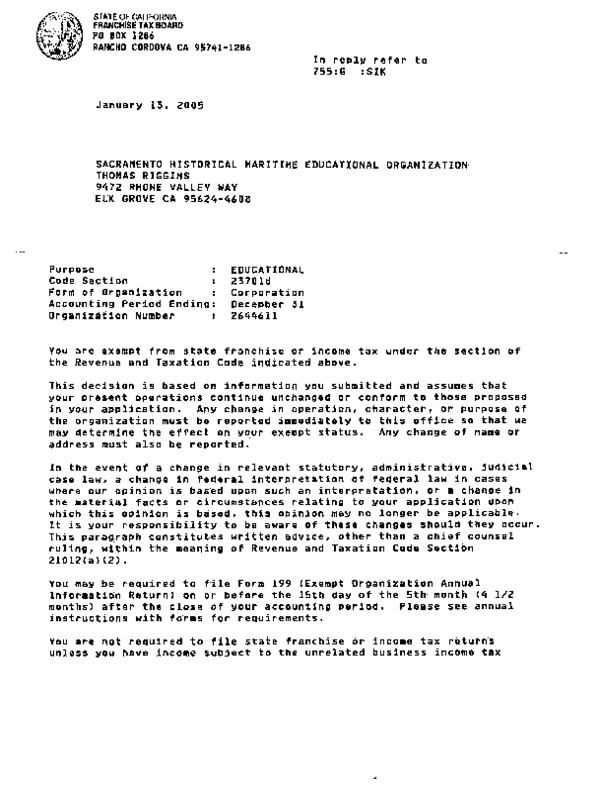 STATE OF CALIFORNIA
FRANCHISE TAX BOARD
PO BOX 1286
RANCHO CORDOVA CA 95741-1286
In reply refer to
755:G :SIK
January 13, 2005
SACRAMENTO HISTORICAL MARITIME EDUCATIONAL ORGANIZATION
THOMAS RIGGINS
9472 RHONE VALLEY WAY
ELK GROVE CA 95624-4608
Purpose : EDUCATIONAL
Code Section : 23701d
Form of Organization : Corporation
Accounting Period Ending: December 31
Organization Number : 2644611
You are exempt from state franchise or income tax under the section of
the Revenue and Taxation Code indicated above.
This decision is based on information you submitted and assumes that
your present operations continue unchanged or conform to those proposed
in your application. Any change in operation, character, or purpose of
the organization must be reported immediately to this office so that we
may determine the effect on your exempt status. Any change of name or
address must also be reported.
In the event of a change in relevant statutory, administrative, judicial
case law, a change in federal interpretation of federal law in cases
where our opinion is based upon such an interpretation, or a change in
the material facts or circumstances relating to your application upon
which this opinion is based, this opinion may no longer be applicable.
It is your responsibility to be aware of these changes should they occur.
This paragraph constitutes written advice, other than a chief counsel
ruling, within the meaning of Revenue and Taxation Code Section
21012(a)(2).
You may be required to file Form 199 (Exempt Organization Annual
Information Return) on or before the 15th day of the 5th month (4 1/2
months) after the close of your accounting period. Please see annual
instructions with forms for requirements.
You are not required to file state franchise or income tax returns
unless you have income subject to the unrelated business income tax